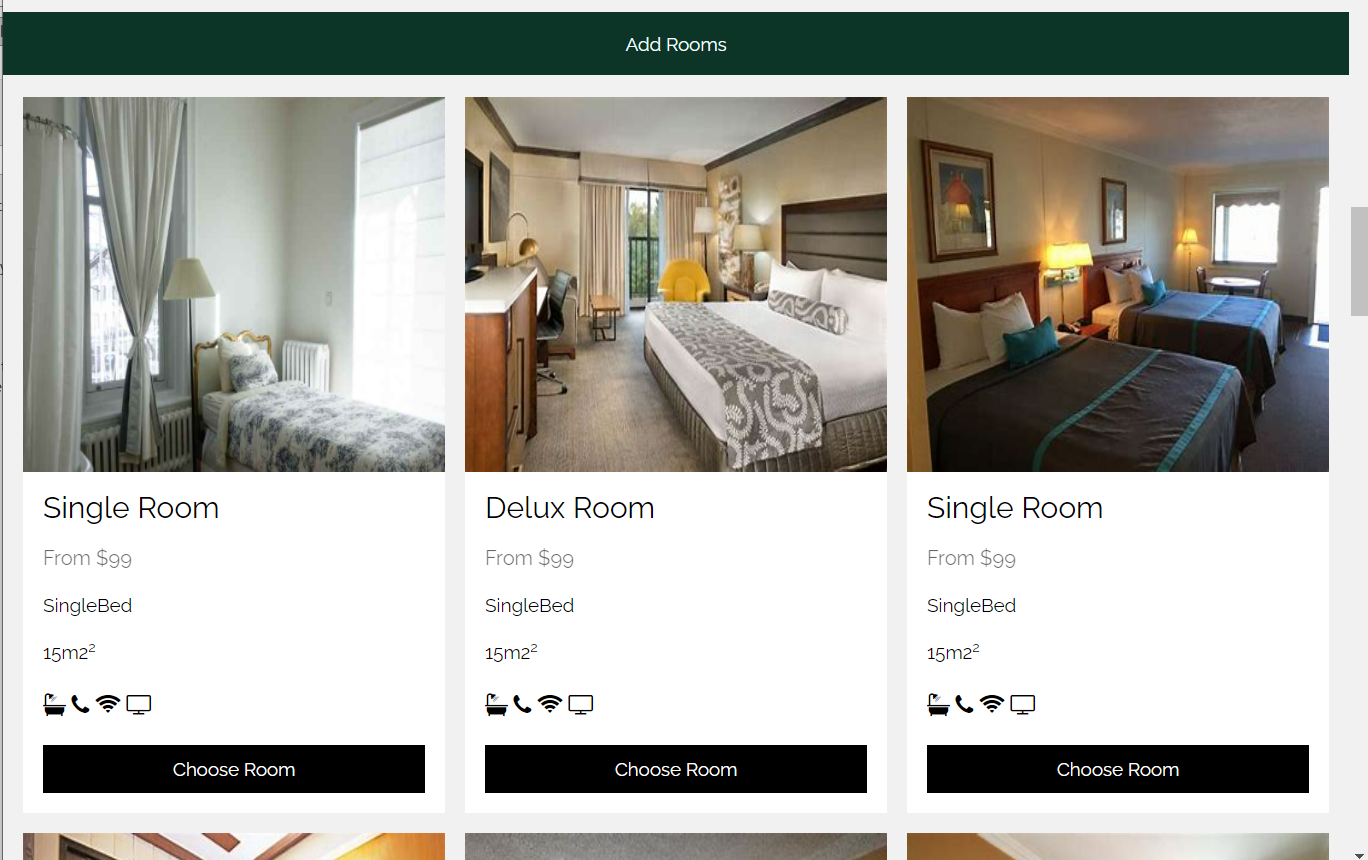 Add Rooms
Single Room
From $99
SingleBed
15m2²
Choose Room
Delux Room
From $99
SingleBed
15m2²
Choose Room
Single Room
From $99
SingleBed
15m2²
Choose Room